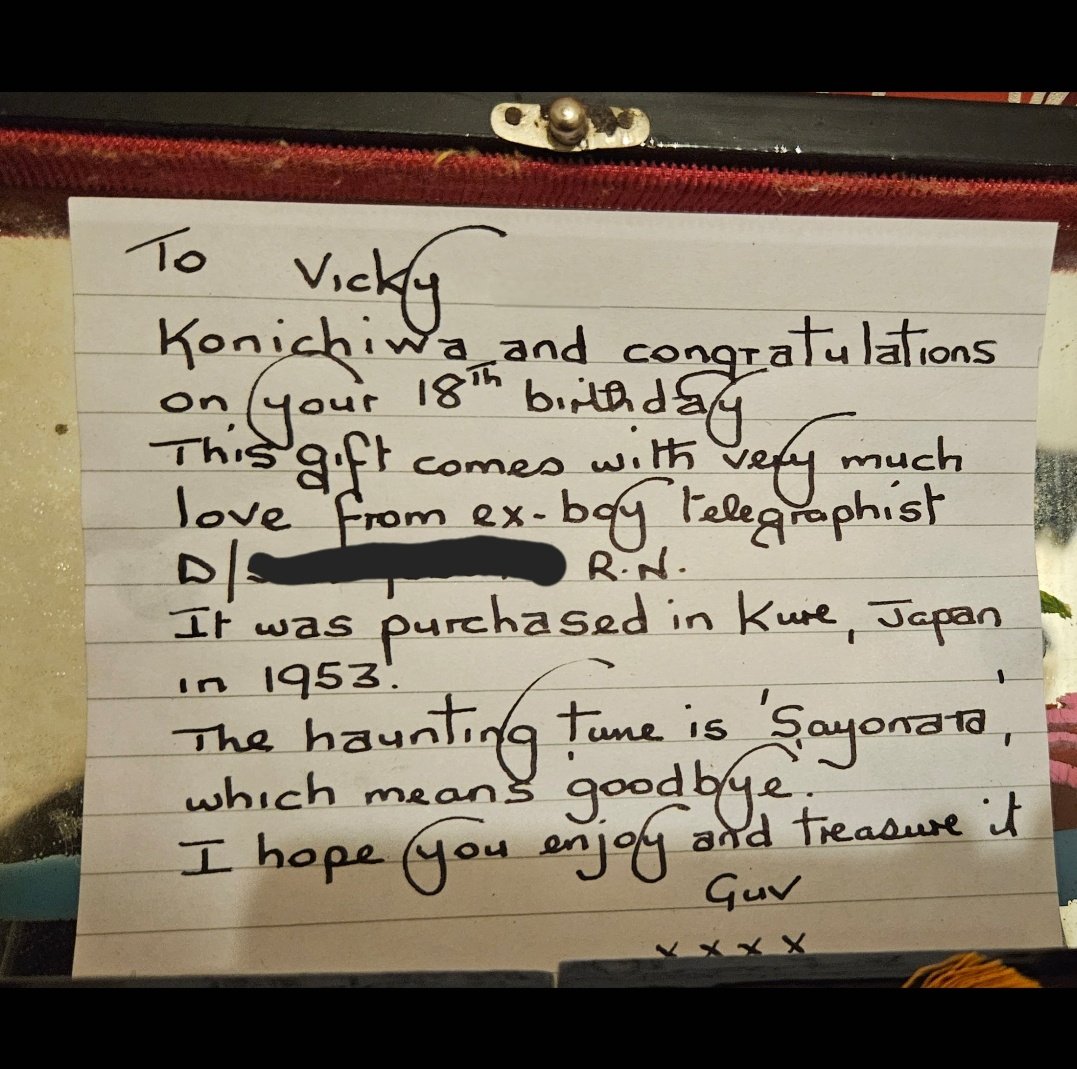 To Vicky
Konichiwa and congratulations
on your 18th birthday
This gift comes with very much
love from ex-boy telegraphist
D/ R.N.
It was purchased in Kure, Japan
in 1953.
The haunting tune is 'Sayonara',
which means goodbye.
I hope you enjoy and treasure it
Guv
x x x x